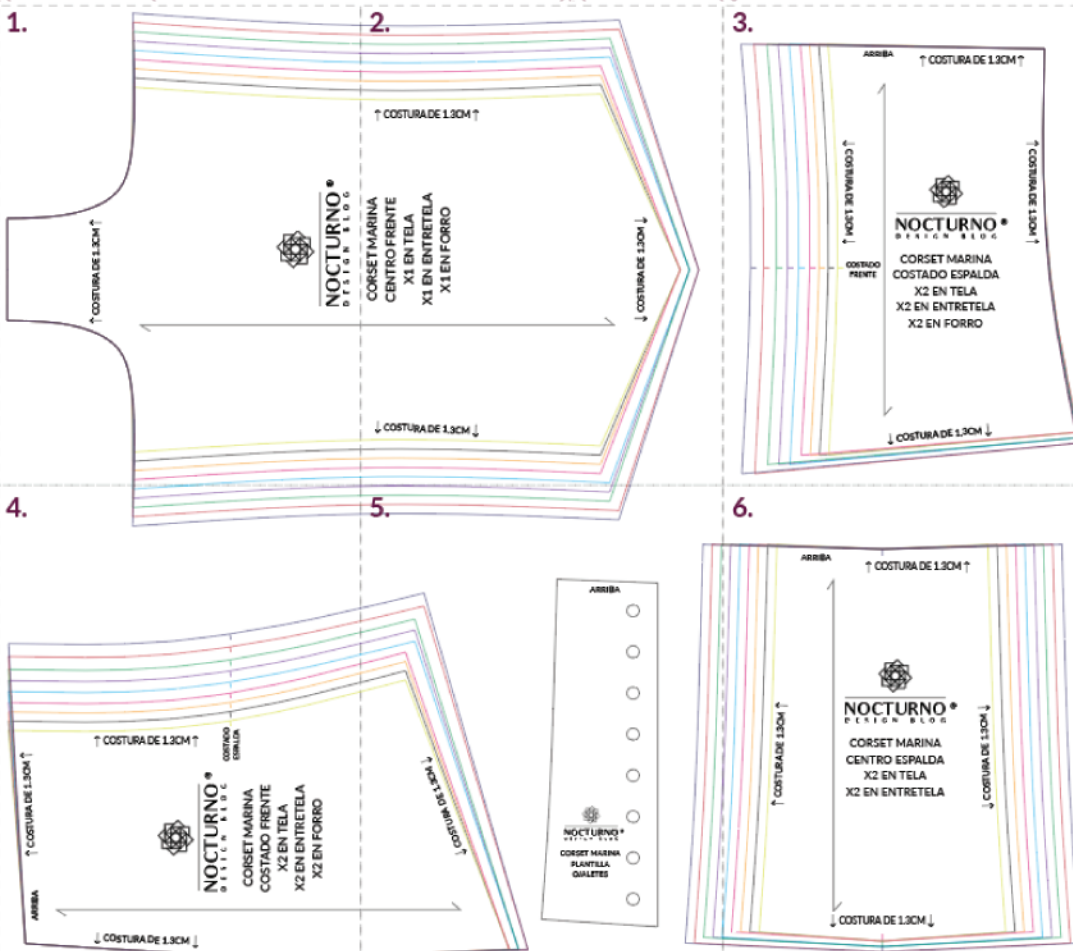 1.
2.
3.
↑ COSTURA DE 1.3CM ↑
↑ COSTURA DE 1.3CM ↑
↑ COSTURA DE 1.3CM ↑
↓ COSTURA DE 1.3CM ↓
NOCTURNO®
DESIGN BLOG
CORSET MARINA
CENTRO FRENTE
X1 EN TELA
X1 EN ENTRETELA
X1 EN FORRO
ARRIBA
↑ COSTURA DE 1.3CM ↑
↑ COSTURA DE 1.3CM ↓
↑ COSTURA DE 1.3CM ↓
COSTADO
FRENTE
NOCTURNO®
DESIGN BLOG
CORSET MARINA
COSTADO ESPALDA
X2 EN TELA
X2 EN ENTRETELA
X2 EN FORRO
↓ COSTURA DE 1.3CM ↓
4.
5.
6.
↑ COSTURA DE 1.3CM ↑
COSTADO
ESPALDA
↑ COSTURA DE 1.3CM ↑
↑ COSTURA DE 1.3CM ↓
NOCTURNO®
DESIGN BLOG
CORSET MARINA
COSTADO FRENTE
X2 EN TELA
X2 EN ENTRETELA
X2 EN FORRO
ARRIBA
↓ COSTURA DE 1.3CM ↓
ARRIBA
NOCTURNO®
DESIGN BLOG
CORSET MARINA
PLANTILLA
OJALETES
ARRIBA
↑ COSTURA DE 1.3CM ↑
↑ COSTURA DE 1.3CM ↓
↑ COSTURA DE 1.3CM ↓
NOCTURNO®
DESIGN BLOG
CORSET MARINA
CENTRO ESPALDA
X2 EN TELA
X2 EN ENTRETELA
↓ COSTURA DE 1.3CM ↓